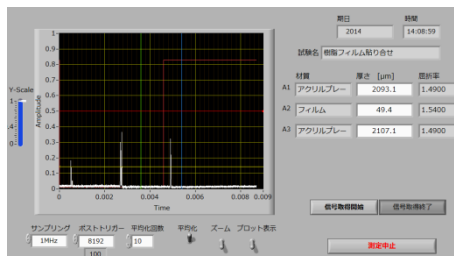 期日 時間
2014 14:08:59
試験名 樹脂フィルム貼り合せ
材質 厚さ [μm] 屈折率
A1 アクリルプレー 2093.1 1.4900
A2 フィルム 49.4 1.5400
A3 アクリルプレー 2107.1 1.4900
信号取得開始 信号取得終了
測定中止
Y-Scale
1-
.4
0-
Amplitude
1
0.9
0.8
0.7
0.6
0.5
0.4
0.3
0.2
0.1
0
0 0.002 0.004 0.006 0.008 0.009
Time
サンプリング ポストトリガー 平均化回数 平均化 ズーム プロット表示
1MHz 8192 10
100